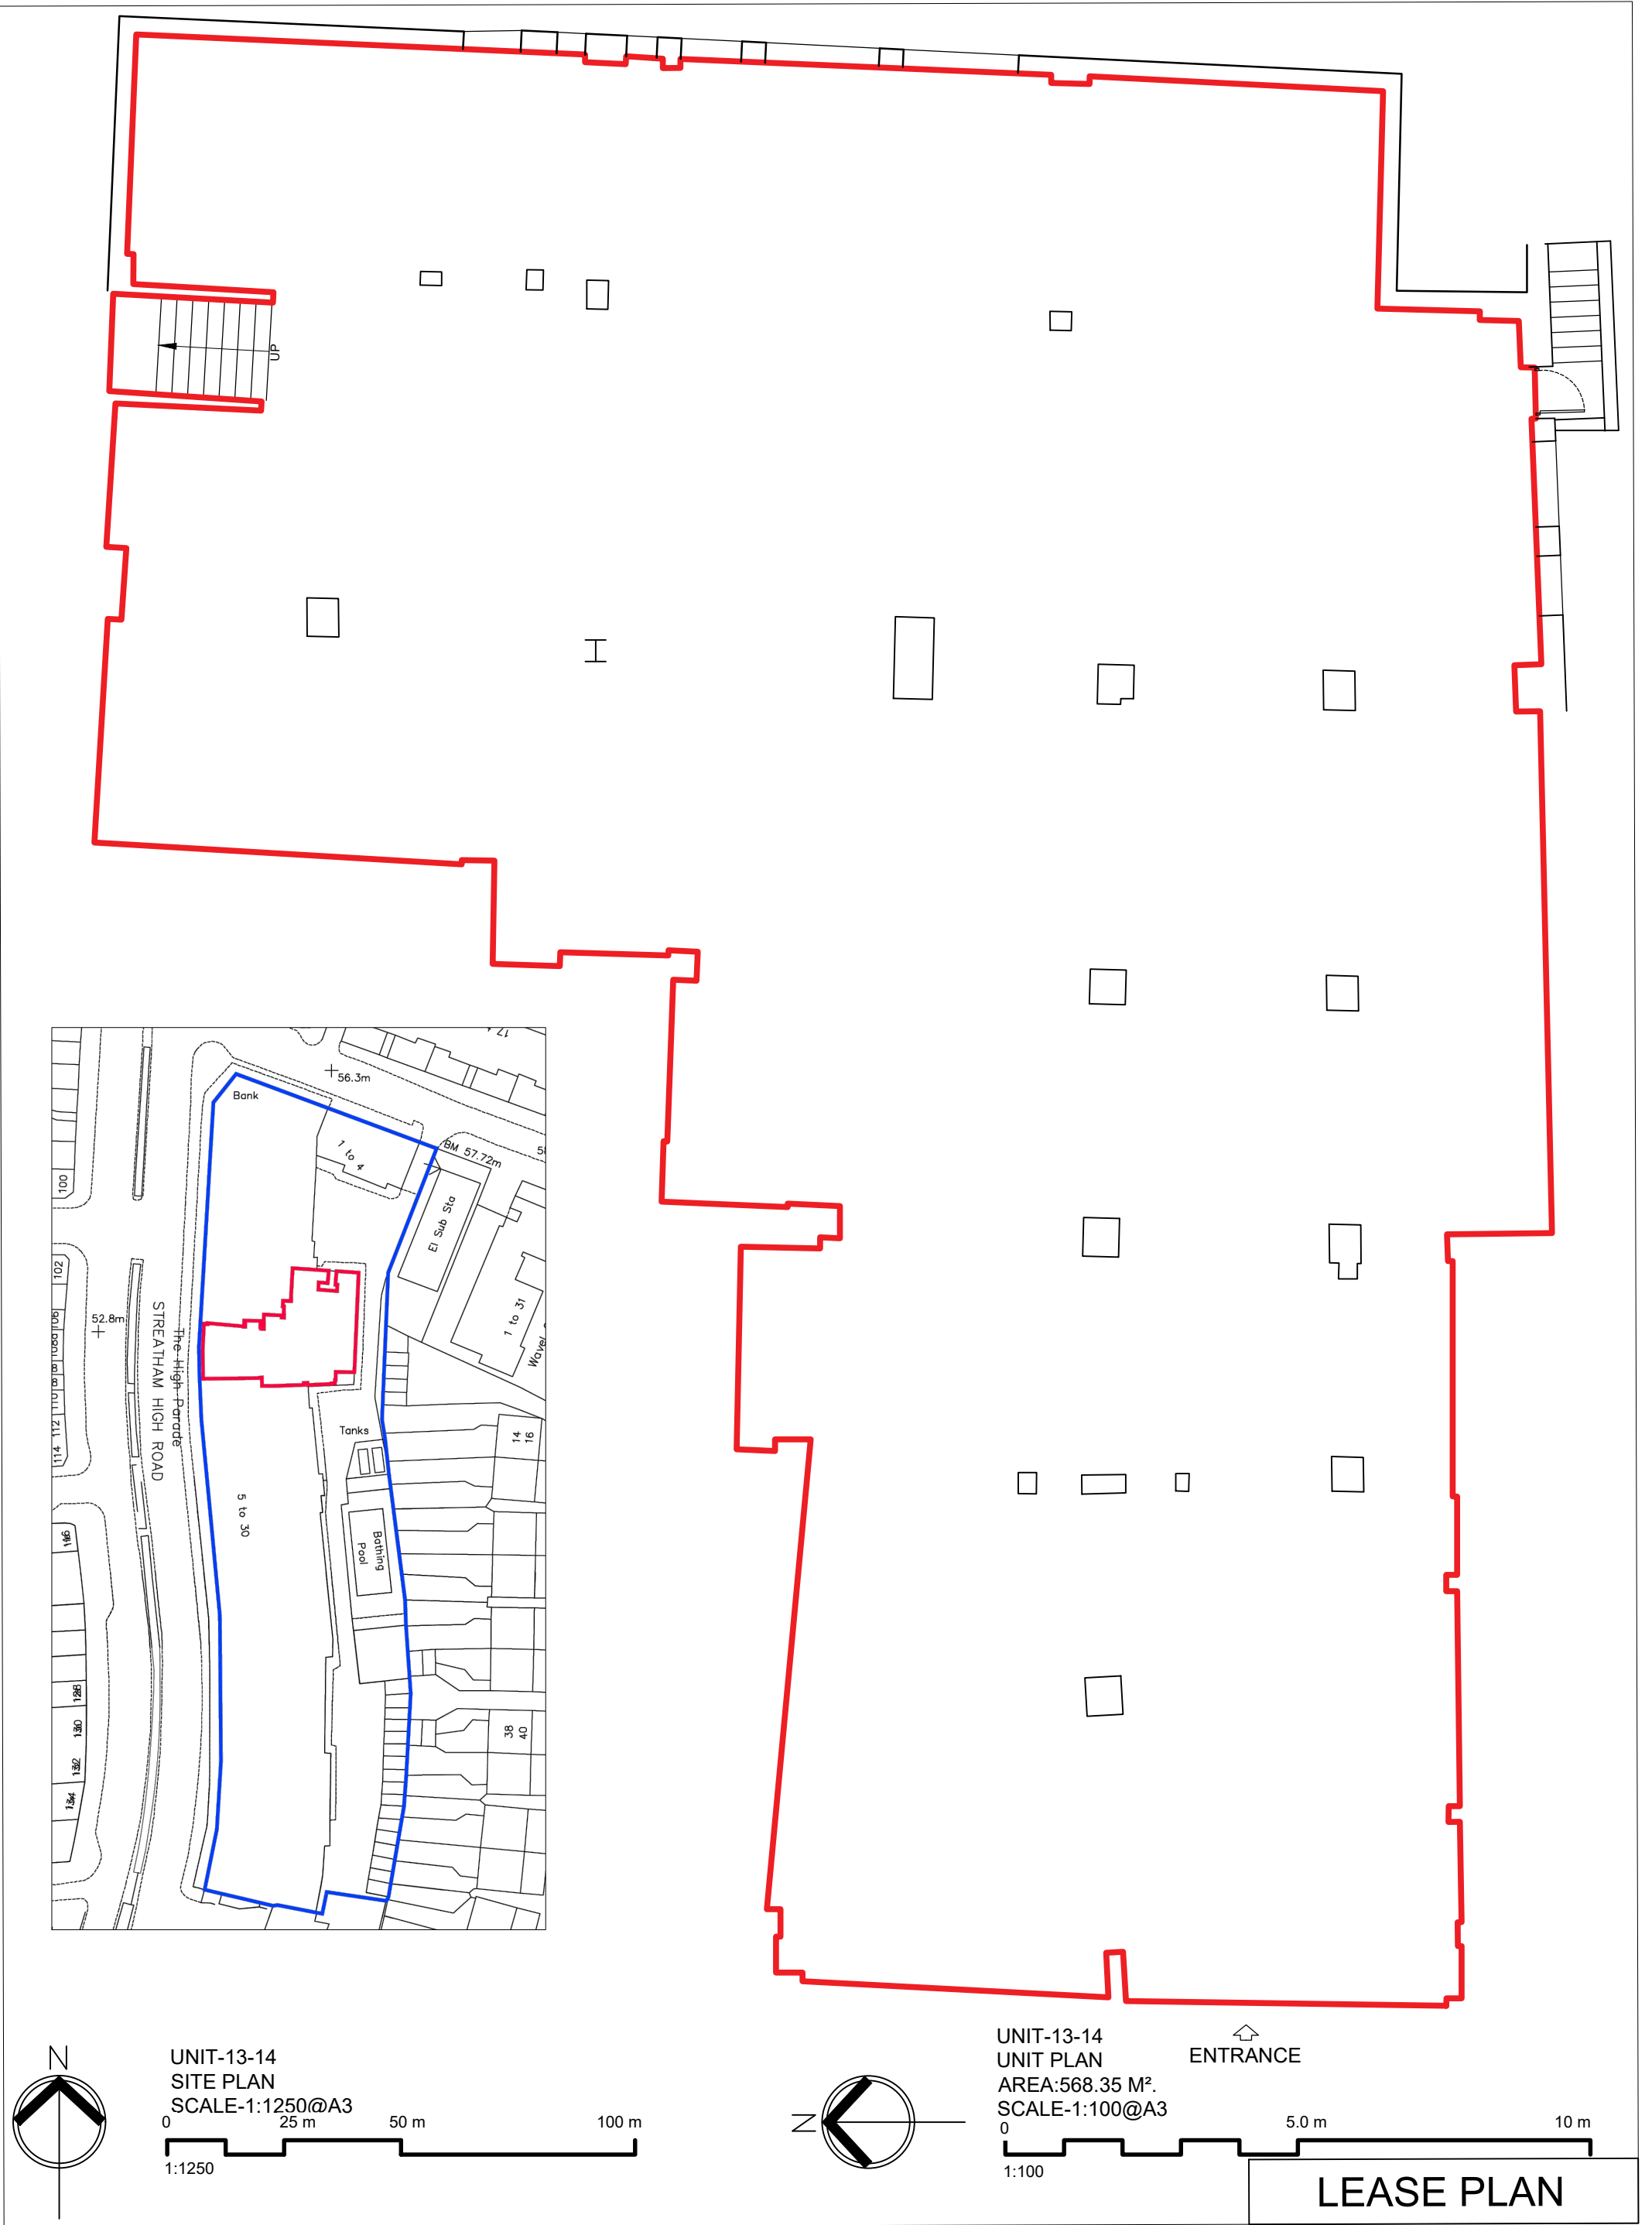 UP
17
56.3m
Bank
1 to 4
BM 57.72m
El Sub Sta
100
102
52.8m
1 to 31
The High Parade
STREATHAM HIGH ROAD
112
114
Tanks
14
16
5 to 30
Bathing
Pool
38
40
ENTRANCE
N
UNIT-13-14
SITE PLAN
SCALE-1:1250@A3
0 25 m 50 m 100 m
1:1250
N
UNIT-13-14
UNIT PLAN
AREA:568.35 M².
SCALE-1:100@A3
0 5.0 m 10 m
1:100
LEASE PLAN